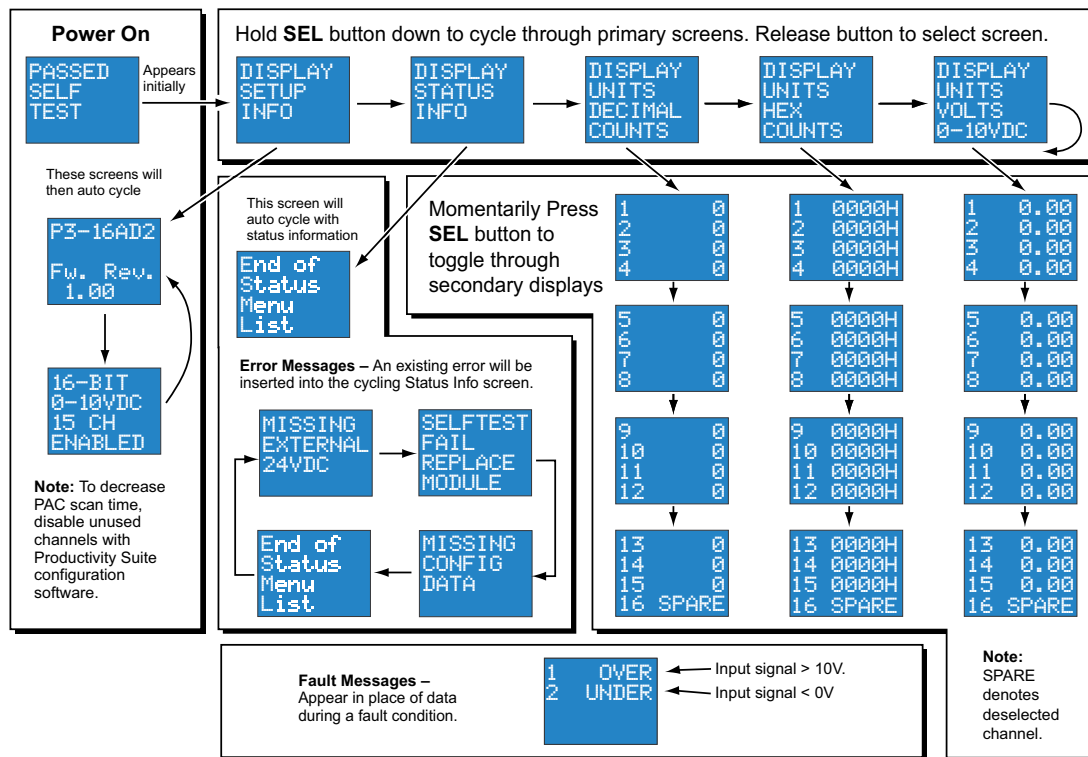 Power On
PASSED
SELF
TEST
Appears
initially
These screens will
then auto cycle
P3-16AD2
Fw. Rev.
1.00
16-BIT
0-10VDC
15 CH
ENABLED
Note: To decrease
PAC scan time,
disable unused
channels with
Productivity Suite
configuration
software.
Hold SEL button down to cycle through primary screens. Release button to select screen.
DISPLAY
SETUP
INFO
DISPLAY
STATUS
INFO
DISPLAY
UNITS
DECIMAL
COUNTS
DISPLAY
UNITS
HEX
COUNTS
DISPLAY
UNITS
VOLTS
0-10VDC
This screen will
auto cycle with
status information
End of
Status
Menu
List
Error Messages – An existing error will be
inserted into the cycling Status Info screen.
MISSING
EXTERNAL
24VDC
SELFTEST
FAIL
REPLACE
MODULE
End of
Status
Menu
List
MISSING
CONFIG
DATA
Momentarily Press
SEL button to
toggle through
secondary displays
1 0
2 0
3 0
4 0
5 0
6 0
7 0
8 0
9 0
10 0
11 0
12 0
13 0
14 0
15 0
16 SPARE
1 0000H
2 0000H
3 0000H
4 0000H
5 0000H
6 0000H
7 0000H
8 0000H
9 0000H
10 0000H
11 0000H
12 0000H
13 0000H
14 0000H
15 0000H
16 SPARE
1 0.00
2 0.00
3 0.00
4 0.00
5 0.00
6 0.00
7 0.00
8 0.00
9 0.00
10 0.00
11 0.00
12 0.00
13 0.00
14 0.00
15 0.00
16 SPARE
Fault Messages –
Appear in place of data
during a fault condition.
1 OVER
2 UNDER
Input signal > 10V.
Input signal < 0V
Note:
SPARE
denotes
deselected
channel.